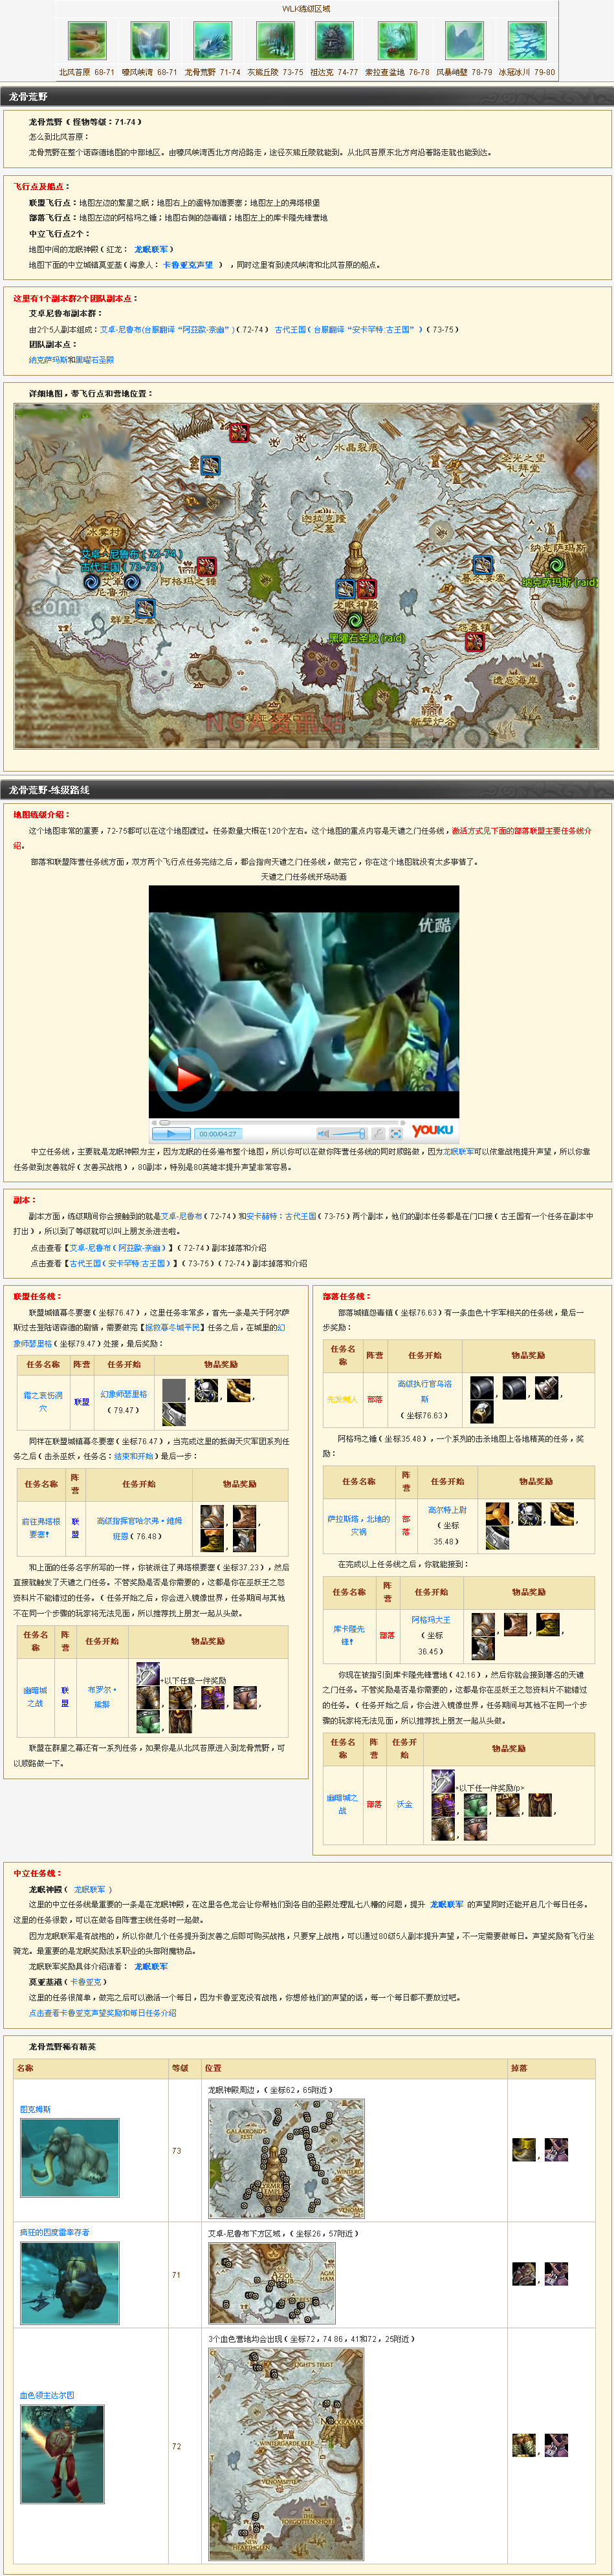 WLK练级区域
北风苔原 68-71 嚎风峡湾 68-71 龙骨荒野 71-74 灰熊丘陵 73-75 祖达克 74-77 索拉查盆地 76-78 风暴峭壁 78-79 冰冠冰川 79-80
龙骨荒野
龙骨荒野(怪物等级:71-74)
怎么到北风苔原:
龙骨荒野在整个诺森德地图的中部地区。由嚎风峡湾西北方向沿路走,途径灰熊丘陵就能到。从北风苔原东北方向沿著路走就也能到达。
飞行点及船点:
联盟飞行点:地图左边的繁星之眠;地图右上的温特加德要塞;地图左上的弗塔根堡
部落飞行点:地图左边的阿格玛之锤;地图右侧的怨毒镇;地图左上的库卡隆先锋营地
中立飞行点2个:
地图中间的龙眠神殿(红龙: 龙眠联军)
地图下面的中立城镇莫亚基(海象人:卡鲁亚克声望 ),同时这里有到凌风峡湾和北风苔原的船点。
这里有1个副本群2个团队副本点:
艾卓尼鲁布副本群:
由2个5人副本组成:艾卓-尼鲁布(台服翻译“阿兹歐-奈幽”)(72-74) 古代王国(台服翻译“安卡罕特:古王国”)(73-75)
团队副本点:
纳克萨玛斯和黑曜石圣殿
详细地图,带飞行点和营地位置:
水晶裂痕
圣光之望礼拜堂
迦拉克隆之墓
冰雾村
艾卓-尼鲁布(73-74)
古代王国(73-75)
阿格玛之锤
群星之墓
龙眠神殿
黑曜石圣殿(raid)
纳克萨玛斯
纳克萨玛斯(raid)
怨毒镇
遗忘海岸
新壁炉谷
龙骨荒野-练级路线
地图练级介绍:
这个地图非常的重要,72-75都可以在这个地图渡过。任务数量大概在120个左右。这个地图的重点内容是天谴之门任务线,激活方式见下面的部落联盟主要任务线介
绍。
部落和联盟阵营任务线方面,双方两个飞行点任务完结之后,都会指向天谴之门任务线,做完它,你在这个地图就没有太多事情了。
天谴之门任务线开场动画
优酷
00:00/04:27
YOUKU
中立任务线,主要就是龙眠神殿为主,因为龙眠的任务遍布整个地图,所以你可以在做你阵营任务线的同时顺路做,因为龙眠联军可以依靠战袍提升声望,所以你靠
任务做到友善就好(友善买战袍),80副本,特别是80英雄本提升声望非常容易。
副本:
副本方面,练级期间你会接触到的就是艾卓-尼鲁布(72-74)和安卡赫特:古代王国(73-75)两个副本,他们的副本任务都是在门口接(古王国有一个任务在副本中
打出),所以到了等级就可以叫上朋友杀进去啦。
点击查看【艾卓-尼鲁布(阿茲歐-奈幽)】(72-74)副本掉落和介绍
点击查看【古代王国(安卡罕特:古王国)】(73-75)(72-74)副本掉落和介绍
联盟任务线:
联盟城镇暮冬要塞(坐标76.47),这里任务非常多,首先一条是关于阿尔萨
斯过去登陆诺森德的剧情,需要做完【拯救暮冬城平民】任务之后,在城里的幻
象师瑟里格(坐标79.47)处接,最后奖励:
任务名称 阵营 任务开始 物品奖励
霜之哀伤洞穴 联盟 幻象师瑟里格(79.47)
同样在联盟城镇暮冬要塞(坐标76.47),当完成这里的抵御天灾军团系列任
务之后(击杀巫妖,任务名:结束和开始)最后一步:
任务名称 阵营 任务开始 物品奖励
前往弗塔根要塞! 联盟 高级指挥官哈尔弗·维姆班恩(76.48)
和上面的任务名字所写的一样,你被派往了弗塔根要塞(坐标37.23),然后
直接就触发了天谴之门任务。不管奖励是否是你需要的,这都是你在巫妖王之怒
资料片不能错过的任务。(任务开始之后,你会进入镜像世界,任务期间与其他
不在同一个步骤的玩家将无法见面,所以推荐找上朋友一起从头做。
任务名称 阵营 任务开始 物品奖励
幽暗城之战 联盟 布罗尔·熊鬃 +以下任意一件奖励
联盟在群星之幕还有一系列任务,如果你是从北风苔原进入到龙骨荒野,可
以顺路做一下。
部落任务线:
部落城镇怨毒镇(坐标76.63)有一条血色十字军相关的任务线,最后一
步奖励:
任务名称 阵营 任务开始 物品奖励
先发制人 部落 高级执行官乌洛斯(坐标76.63)
阿格玛之锤(坐标35.48),一个系列的击杀地图上各地精英的任务,奖
励:
任务名称 阵营 任务开始 物品奖励
萨拉斯塔,北地的灾祸 部落 高尔特上尉(坐标35.48)
在完成以上任务线之后,你就能接到:
任务名称 阵营 任务开始 物品奖励
库卡隆先锋! 部落 阿格玛大王(坐标36.45)
你现在被指引到库卡隆先锋营地(42.16),然后你就会接到著名的天谴
之门任务。不管奖励是否是你需要的,这都是你在巫妖王之怒资料片不能错过
的任务。(任务开始之后,你会进入镜像世界,任务期间与其他不在同一个步
骤的玩家将无法见面,所以推荐找上朋友一起从头做。
任务名称 阵营 任务开始 物品奖励
幽暗城之战 部落 沃金 +以下任一件奖励/p>
中立任务线:
龙眠神殿( 龙眠联军 )
这里的中立任务线最重要的一条是在龙眠神殿,在这里各色龙会让你帮他们到各自的圣殿处理乱七八糟的问题,提升 龙眠联军 的声望同时还能开启几个每日任务。
这里的任务很散,可以在做各自阵营主线任务时一起做。
因为龙眠联军是有战袍的,所以你做几个任务提升到友善之后即可购买战袍,只要穿上战袍,可以通过80级5人副本提升声望,不一定需要做每日。声望奖励有飞行坐
骑龙。最重要的是龙眠奖励法系职业的头部附魔物品。
龙眠联军奖励具体介绍请看: 龙眠联军
莫亚基港(卡鲁亚克)
这里的任务很简单,做完之后可以激活一个每日,因为卡鲁亚克没有战袍,你想修他们的声望的话,每一个每日都不要放过吧。
点击查看卡鲁亚克声望奖励和每日任务介绍
龙骨荒野稀有精英
名称 等级 位置 掉落
图克姆斯 73 龙眠神殿周边,(坐标62,65附近)
疯狂的因度雷幸存者 71 艾卓-尼鲁布下方区域,(坐标26,57附近)
血色领主达尔因 72 3个血色营地均会出现(坐标72,74 86,41和72,25附近)